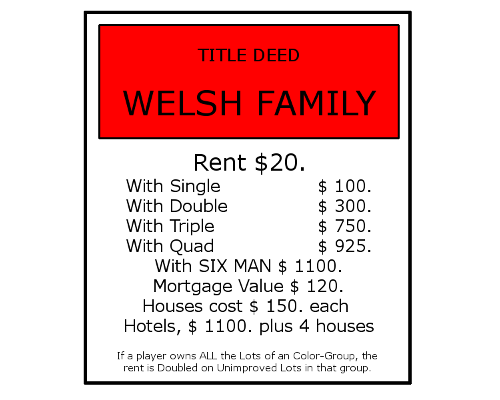 TITLE DEED
WELSH FAMILY
Rent $20.
With Single $ 100.
With Double $ 300.
With Triple $ 750.
With Quad $ 925.
With SIX MAN $ 1100.
Mortgage Value $ 120.
Houses cost $ 150. each
Hotels, $ 1100. plus 4 houses
If a player owns ALL the Lots of an Color-Group, the
rent is Doubled on Unimproved Lots in that group.